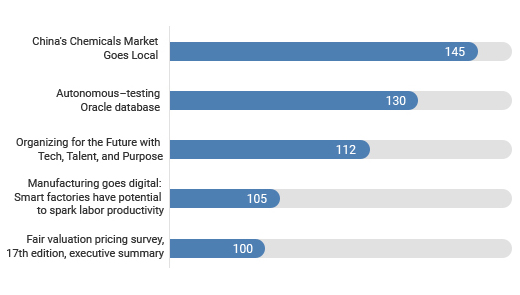 China's Chemicals Market
Goes Local
145
Autonomous–testing
Oracle database
130
Organizing for the Future with
Tech, Talent, and Purpose
112
Manufacturing goes digital:
Smart factories have potential
to spark labor productivity
105
Fair valuation pricing survey,
17th edition, executive summary
100